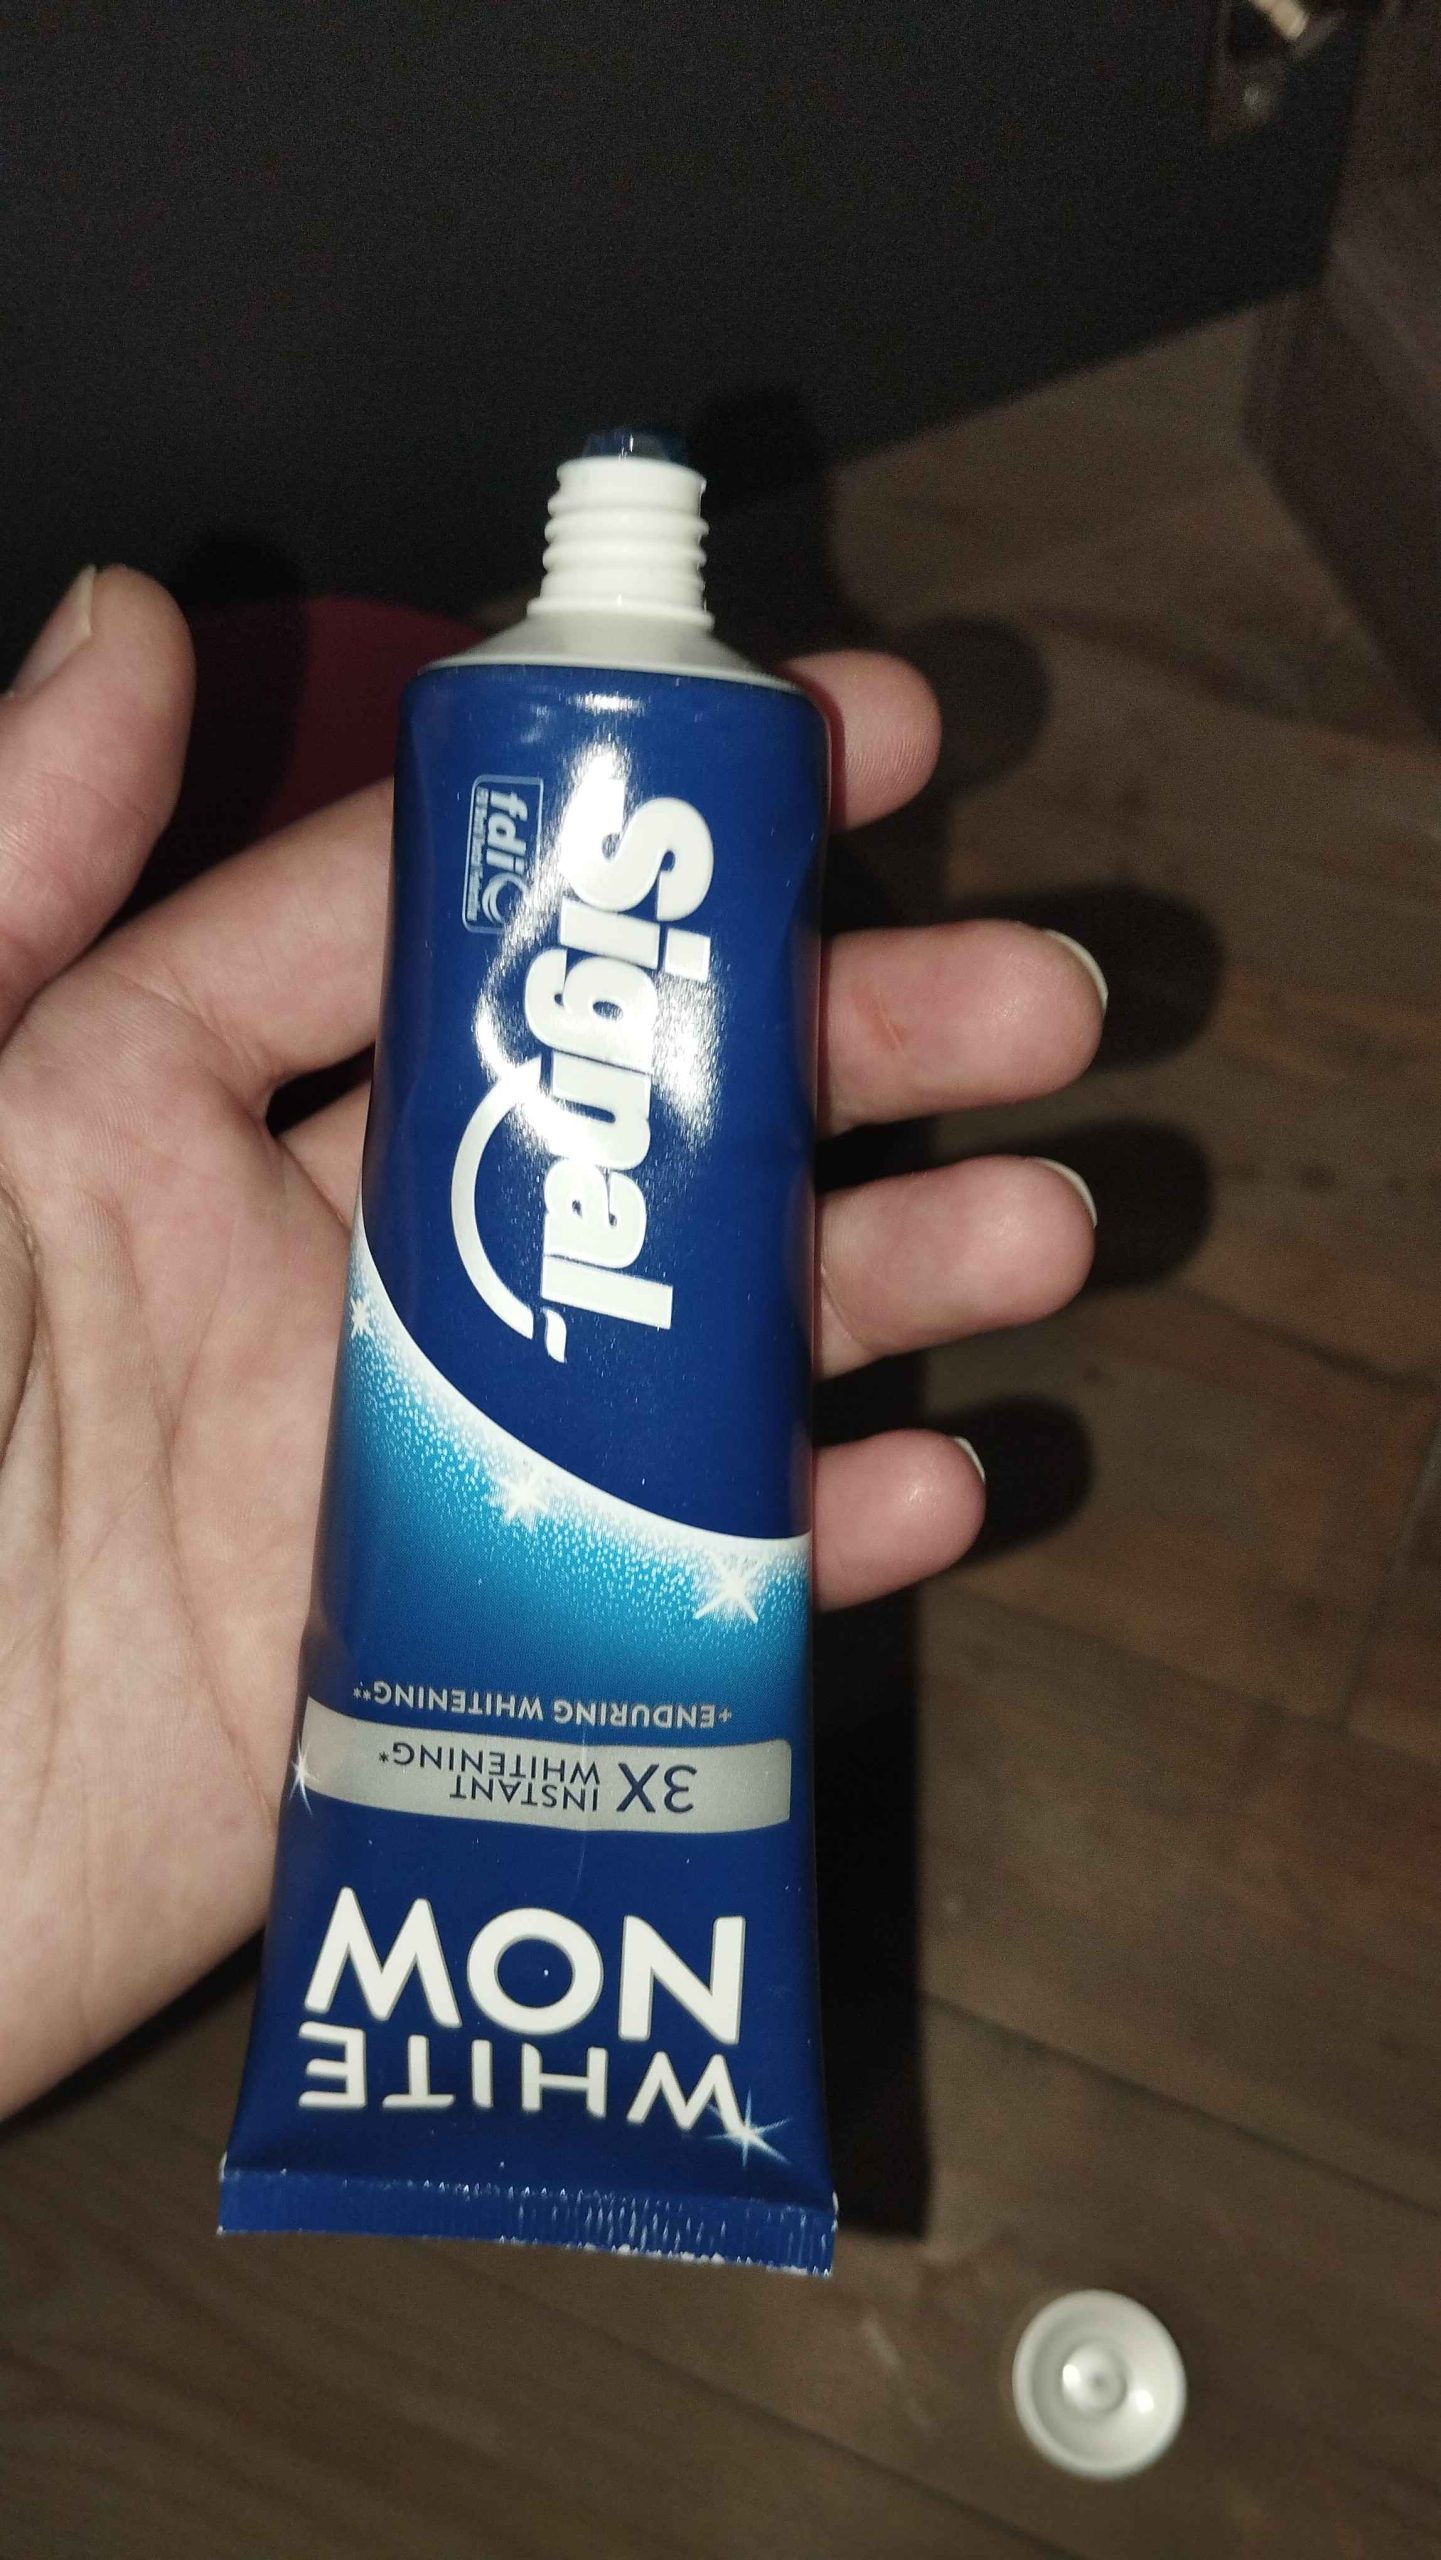 Signal
fdi
WHITE
NOW
3X INSTANT
WHITENING*
+ENDURING WHITENING**